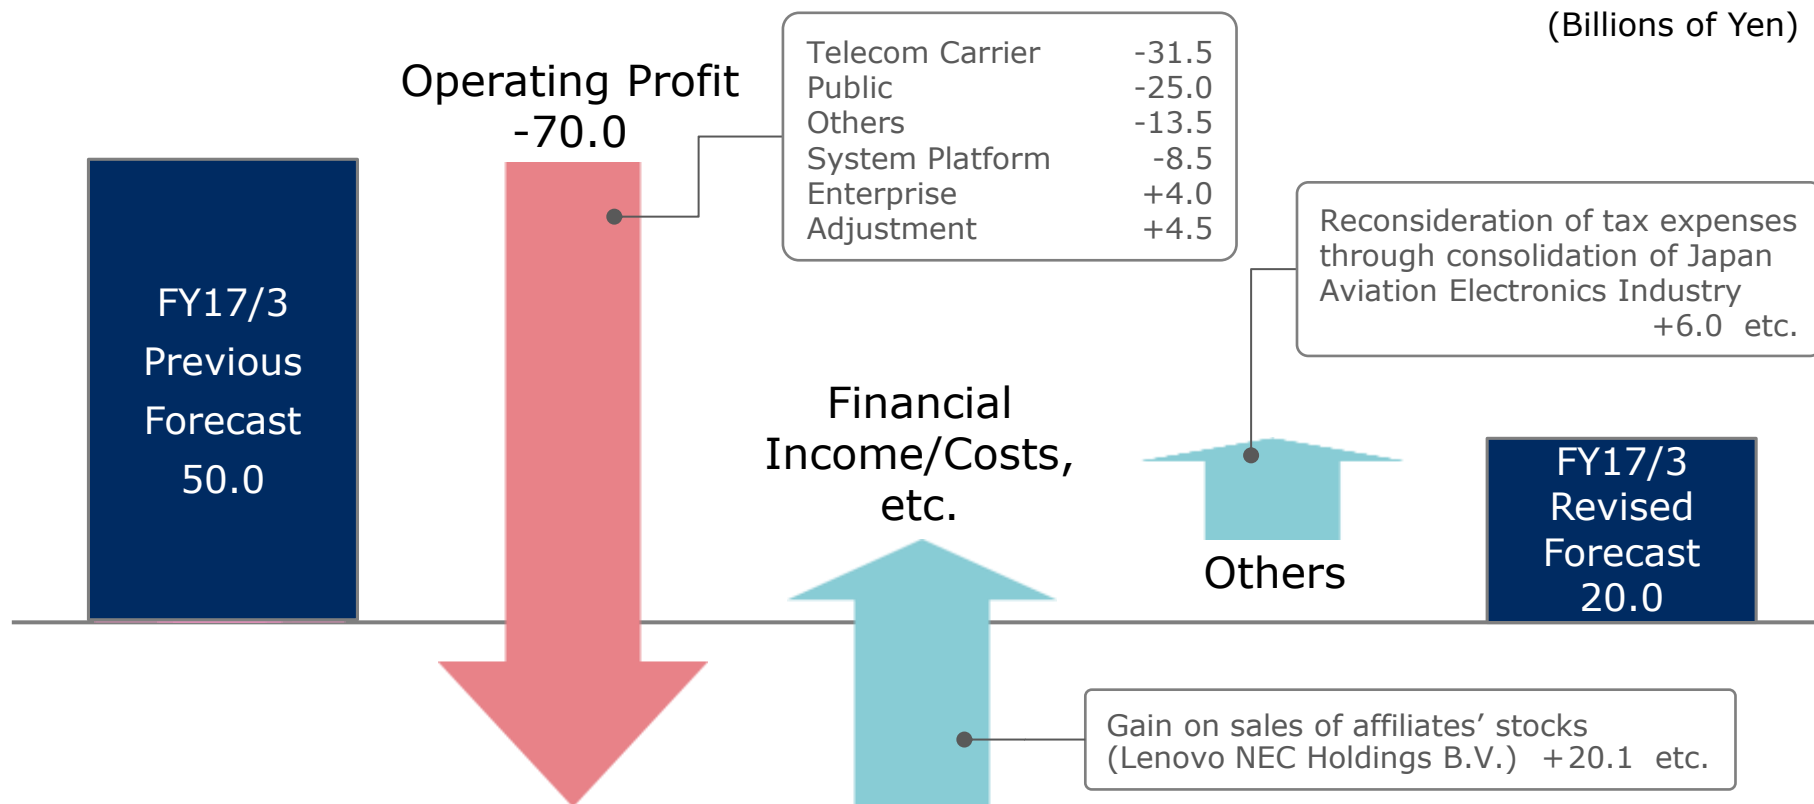 (Billions of Yen)
Operating Profit
-70.0
Telecom Carrier -31.5
Public -25.0
Others -13.5
System Platform -8.5
Enterprise +4.0
Adjustment +4.5
Reconsideration of tax expenses
through consolidation of Japan
Aviation Electronics Industry
+6.0 etc.
FY17/3
Previous
Forecast
50.0
Financial
Income/Costs,
etc.
Others
FY17/3
Revised
Forecast
20.0
Gain on sales of affiliates’ stocks
(Lenovo NEC Holdings B.V.) +20.1 etc.